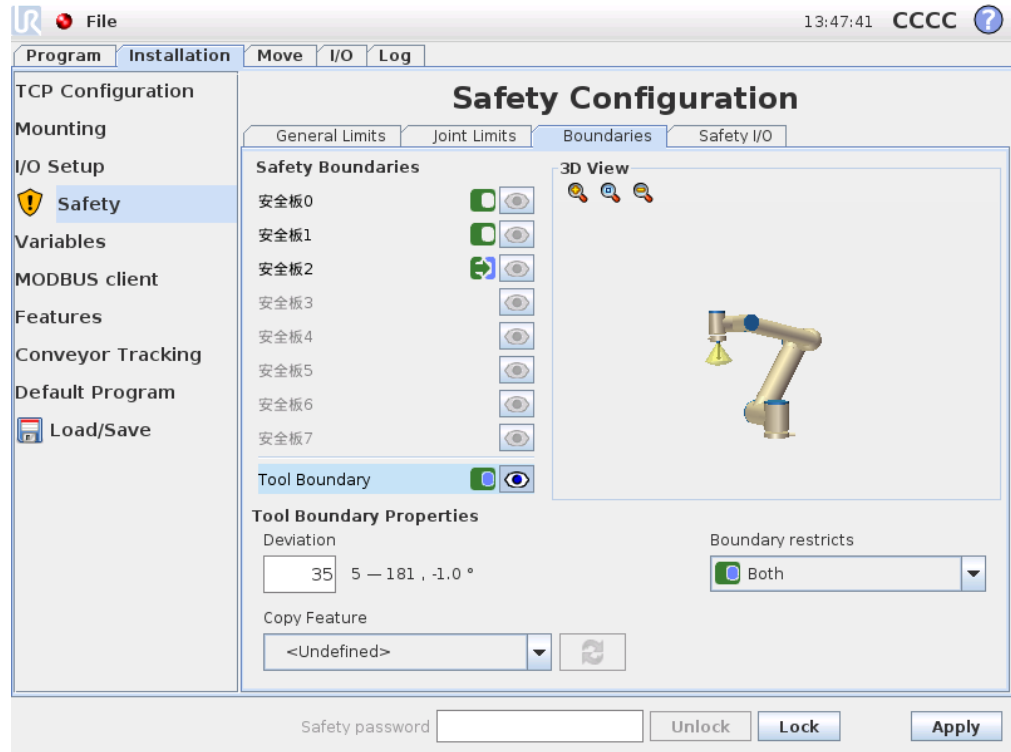 UR File 13:47:41 CCCC ?
Program Installation Move I/O Log
TCP Configuration
Mounting
I/O Setup
Safety
Variables
MODBUS client
Features
Conveyor Tracking
Default Program
Load/Save
Safety Configuration
General Limits Joint Limits Boundaries Safety I/O
Safety Boundaries
安全板0
安全板1
安全板2
安全板3
安全板4
安全板5
安全板6
安全板7
Tool Boundary
3D View
Tool Boundary Properties
Deviation
35 5 — 181 , -1.0 °
Boundary restricts
Both
Copy Feature
<Undefined>
Safety password Unlock Lock Apply